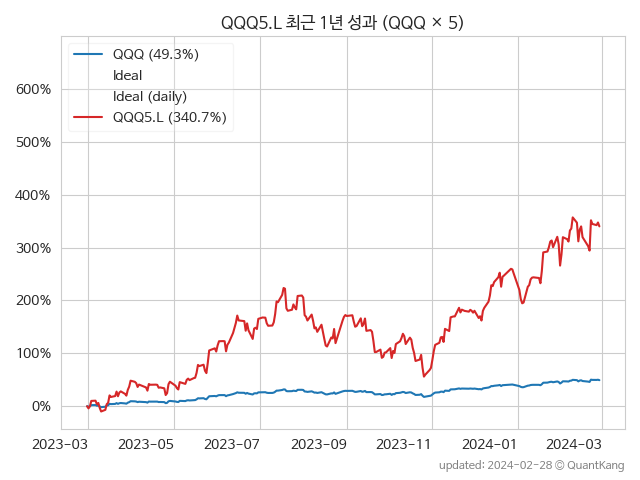 QQQ5.L 최근 1년 성과 (QQQ × 5)
QQQ (49.3%)
Ideal
Ideal (daily)
QQQ5.L (340.7%)
600%
500%
400%
300%
200%
100%
0%
2023-03 2023-05 2023-07 2023-09 2023-11 2024-01 2024-03
updated: 2024-02-28 © QuantKang